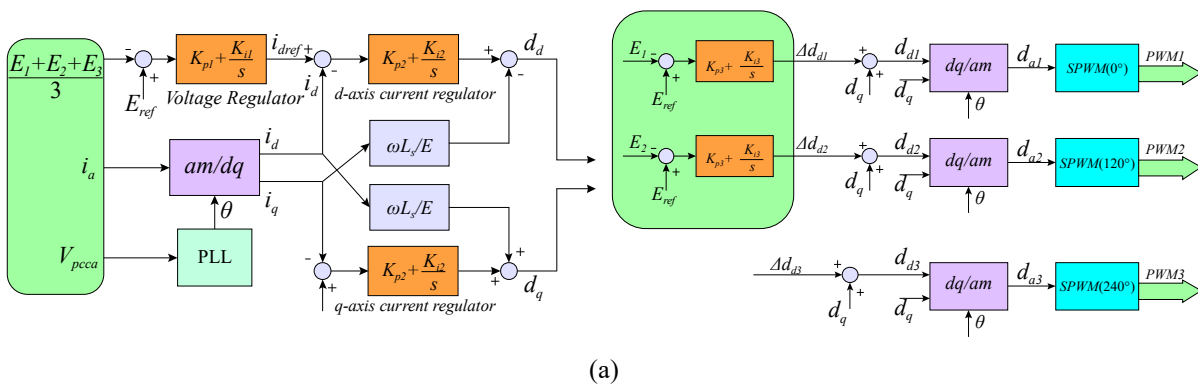 E1+E2+E3
3
ia
Vpcca
-
+
Eref
Kp1+Ki1/s
Voltage Regulator
idref
+
-
id
Kp2+Ki2/s
d-axis current regulator
+
-
dd
am/dq
id
iq
θ
PLL
ωLs/E
ωLs/E
-
+
Kp2+Ki2/s
q-axis current regulator
+
+
dq
E1
-
+
Eref
Kp3+Ki3/s
Δdd1
+
+
dq
dd1
dq
dq/am
θ
da1
SPWM(0°)
PWM1
E2
-
+
Eref
Kp3+Ki3/s
Δdd2
+
+
dq
dd2
dq
dq/am
θ
da2
SPWM(120°)
PWM2
Δdd3
+
+
dq
dd3
dq
dq/am
θ
da3
SPWM(240°)
PWM3
(a)